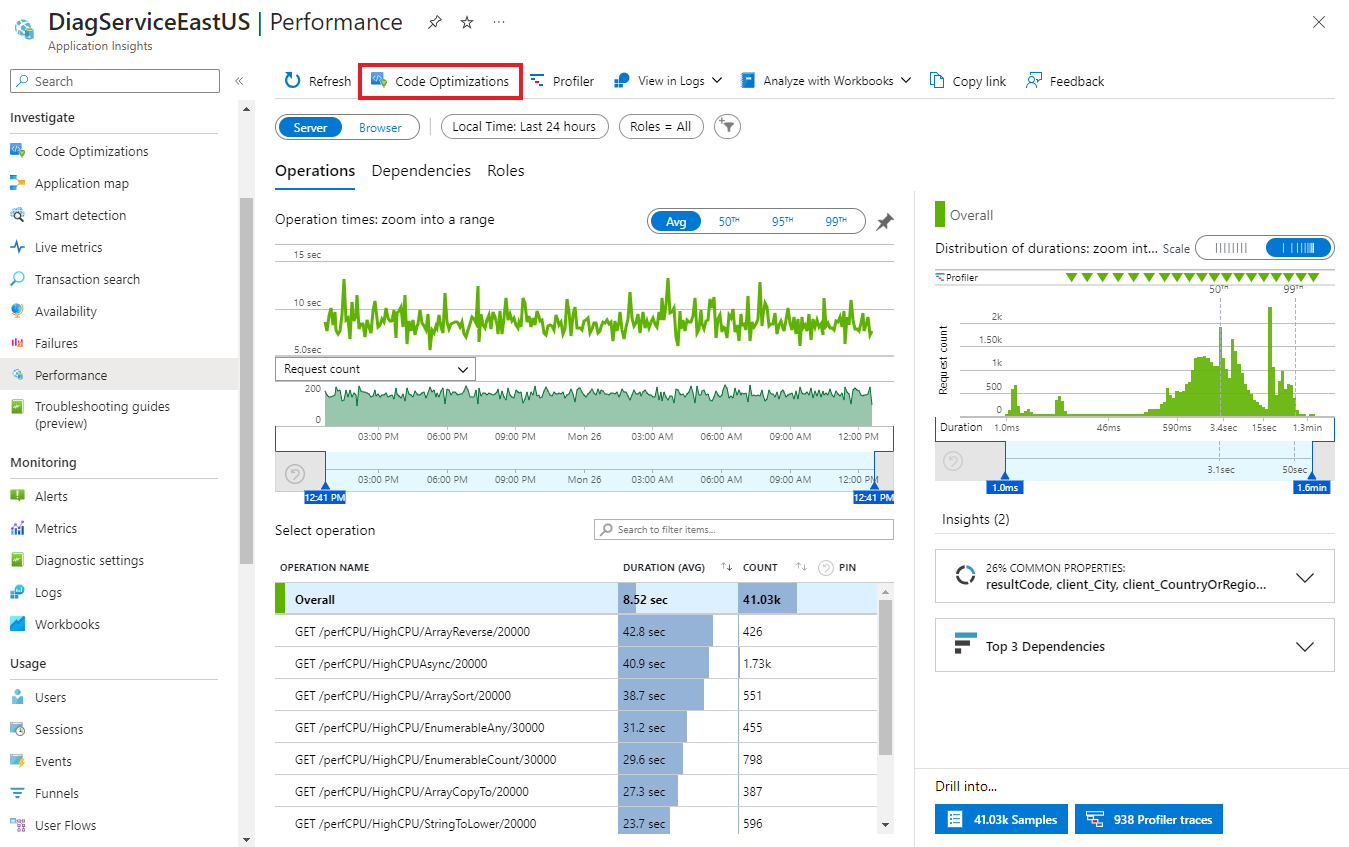 DiagServiceEastUS | Performance
Application Insights
Search
Investigate
Code Optimizations
Application map
Smart detection
Live metrics
Transaction search
Availability
Failures
Performance
Troubleshooting guides
(preview)
Monitoring
Alerts
Metrics
Diagnostic settings
Logs
Workbooks
Usage
Users
Sessions
Events
Funnels
User Flows
Refresh Code Optimizations Profiler View in Logs Analyze with Workbooks Copy link Feedback
Server Browser Local Time: Last 24 hours Roles = All
Operations Dependencies Roles
Operation times: zoom into a range Avg 50TH 95TH 99TH
15 sec
10 sec
5.0sec
Request count
200
0
03:00 PM 06:00 PM 09:00 PM Mon 26 03:00 AM 06:00 AM 09:00 AM 12:00 PM
03:00 PM 06:00 PM 09:00 PM Mon 26 03:00 AM 06:00 AM 09:00 AM 12:00 PM
12:41 PM 12:41 PM
Select operation Search to filter items...
OPERATION NAME DURATION (AVG) COUNT PIN
Overall 8.52 sec 41.03k
GET /perfCPU/HighCPU/ArrayReverse/20000 42.8 sec 426
GET /perfCPU/HighCPUAsync/20000 40.9 sec 1.73k
GET /perfCPU/HighCPU/ArraySort/20000 38.7 sec 551
GET /perfCPU/HighCPU/EnumerableAny/30000 31.2 sec 455
GET /perfCPU/HighCPU/EnumerableCount/30000 29.6 sec 798
GET /perfCPU/HighCPU/ArrayCopyTo/20000 27.3 sec 387
GET /perfCPU/HighCPU/StringToLower/20000 23.7 sec 596
Overall
Distribution of durations: zoom int... Scale
Profiler
50TH 99TH
Request count
2k
1.50k
1k
500
0
Duration 1.0ms 46ms 590ms 3.4sec 15sec 1.3min
3.1sec 50sec
1.0ms 1.6min
Insights (2)
26% COMMON PROPERTIES:
resultCode, client_City, client_CountryOrRegio...
Top 3 Dependencies
Drill into...
41.03k Samples 938 Profiler traces